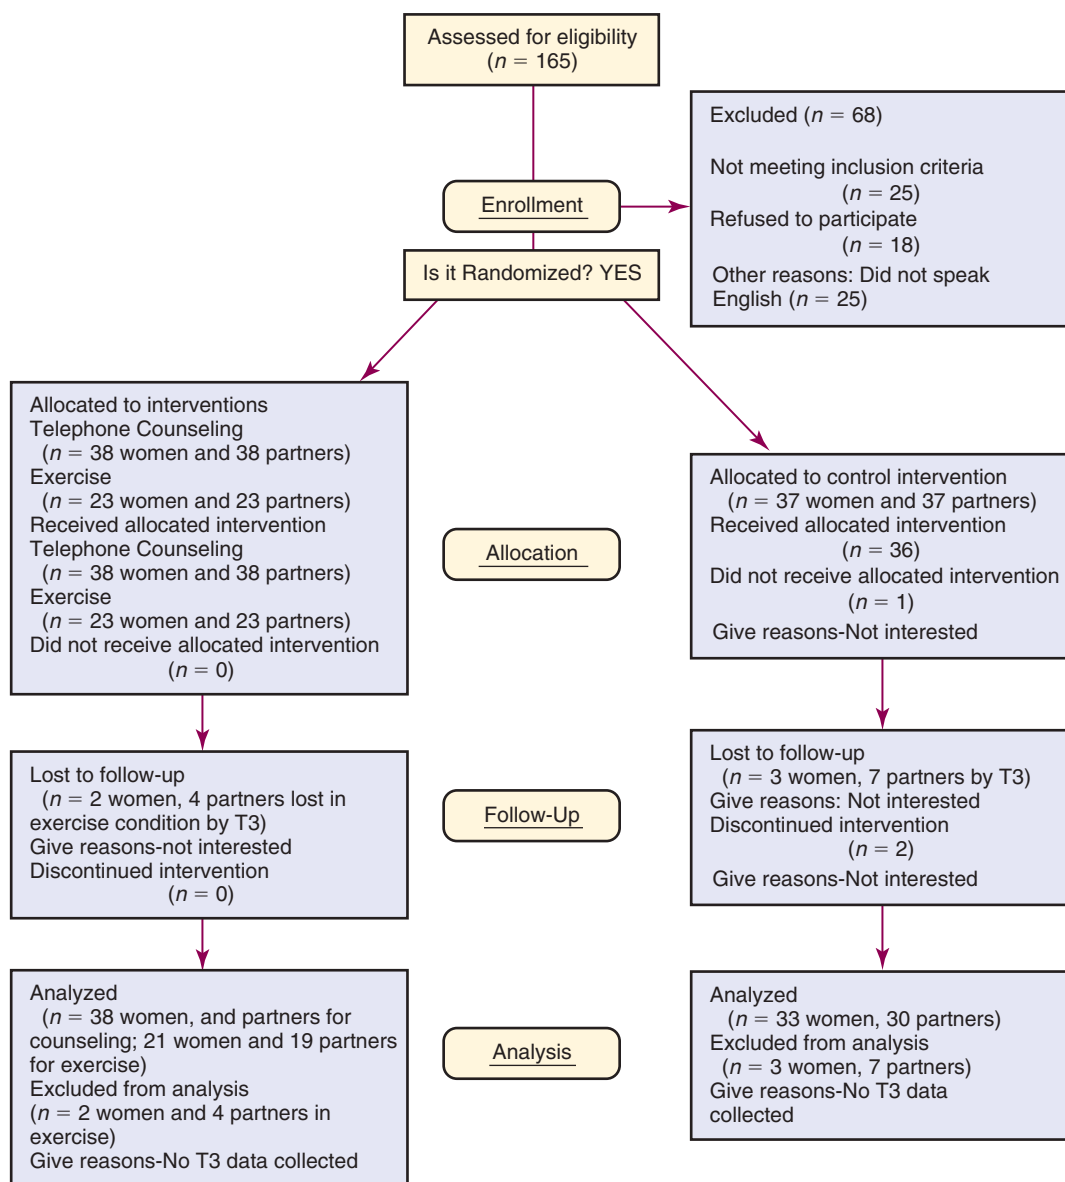 Assessed for eligibility
(n = 165)
Excluded (n = 68)
Not meeting inclusion criteria
(n = 25)
Refused to participate
(n = 18)
Other reasons: Did not speak
English (n = 25)
Enrollment
Is it Randomized? YES
Allocated to interventions
Telephone Counseling
(n = 38 women and 38 partners)
Exercise
(n = 23 women and 23 partners)
Received allocated intervention
Telephone Counseling
(n = 38 women and 38 partners)
Exercise
(n = 23 women and 23 partners)
Did not receive allocated intervention
(n = 0)
Allocation
Allocated to control intervention
(n = 37 women and 37 partners)
Received allocated intervention
(n = 36)
Did not receive allocated intervention
(n = 1)
Give reasons-Not interested
Lost to follow-up
(n = 2 women, 4 partners lost in
exercise condition by T3)
Give reasons-not interested
Discontinued intervention
(n = 0)
Follow-Up
Lost to follow-up
(n = 3 women, 7 partners by T3)
Give reasons: Not interested
Discontinued intervention
(n = 2)
Give reasons-Not interested
Analyzed
(n = 38 women, and partners for
counseling; 21 women and 19 partners
for exercise)
Excluded from analysis
(n = 2 women and 4 partners in
exercise)
Give reasons-No T3 data collected
Analysis
Analyzed
(n = 33 women, 30 partners)
Excluded from analysis
(n = 3 women, 7 partners)
Give reasons-No T3 data
collected